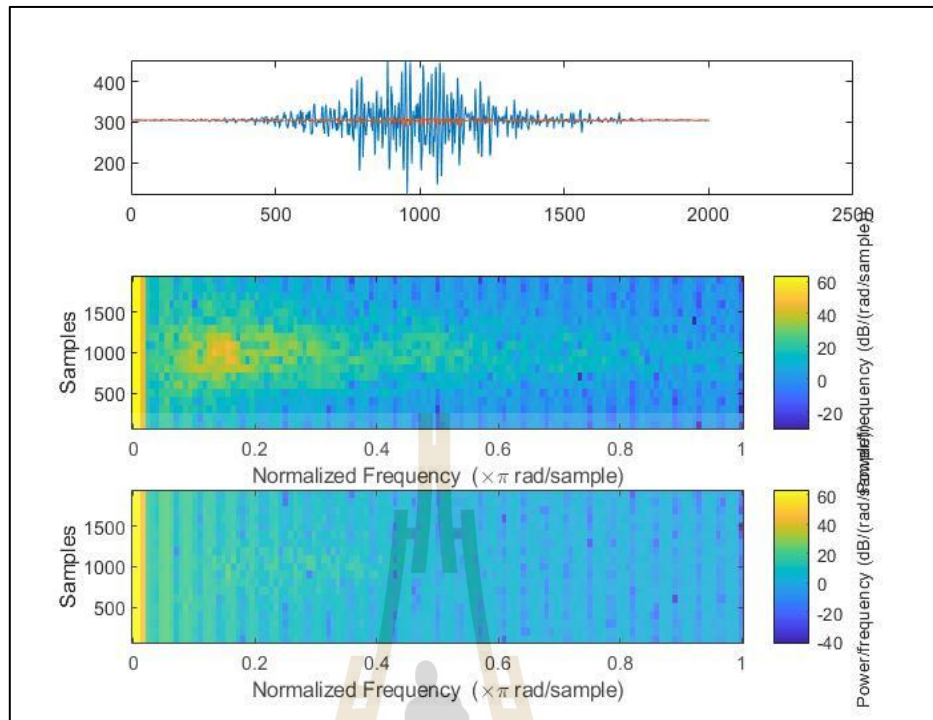 400
300
200
0 500 1000 1500 2000 2500
Samples
1500
1000
500
0 0.2 0.4 0.6 0.8 1
Normalized Frequency (×π rad/sample)
60
40
20
0
-20
Power/frequency (dB/(rad/sample))
Samples
1500
1000
500
0 0.2 0.4 0.6 0.8 1
Normalized Frequency (×π rad/sample)
60
40
20
0
-20
-40
Power/frequency (dB/(rad/sample))